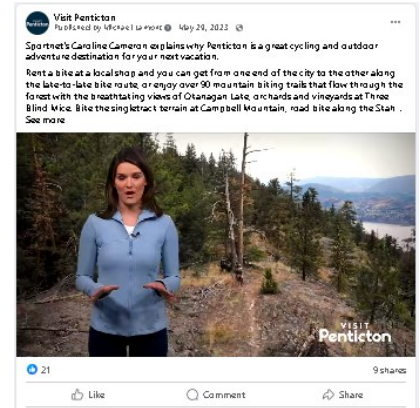 Visit Penticton
Published by Michael Lamont · May 29, 2023
Sportnet's Caroline Cameron explains why Penticton is a great cycling and outdoor
adventure destination for your next vacation.
Rent a bike at a local shop and you can get from one end of the city to the other along
the lake-to-lake bike route, or enjoy over 90 mountain biking trails that flow through the
forest with the breathtaking views of Okanagan Lake, orchards and vineyards at Three
Blind Mice. Bike the singletrack terrain at Campbell Mountain, road bike along the Skah ..
See more
VISIT
Penticton
21
9 shares
Like
Comment
Share